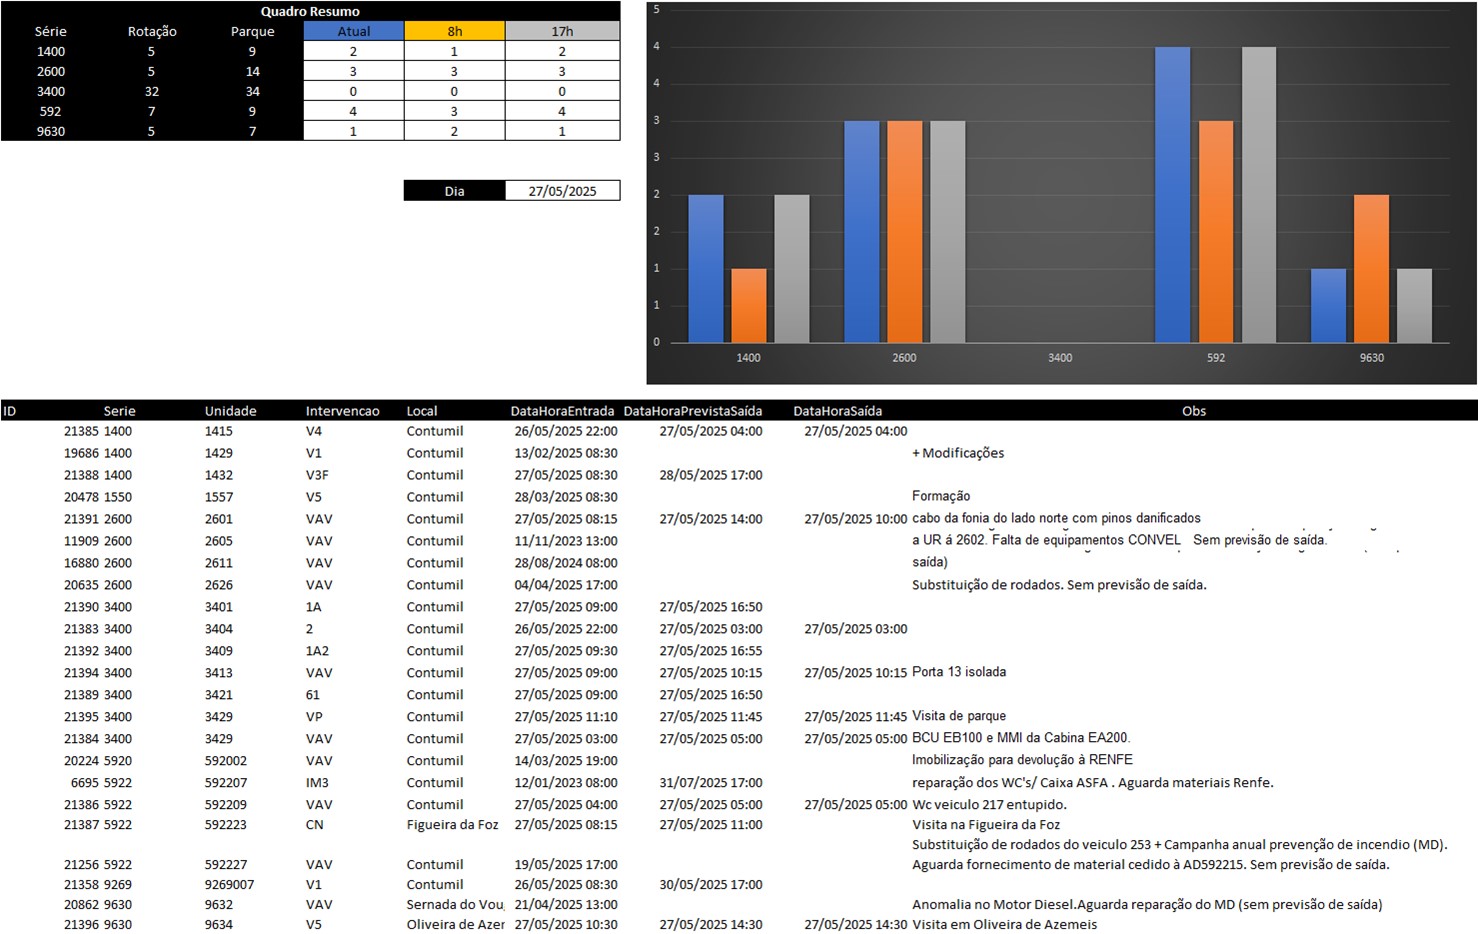 Quadro Resumo
Série Rotação Parque Atual 8h 17h
1400 5 9 2 1 2
2600 5 14 3 3 3
3400 32 34 0 0 0
592 7 9 4 3 4
9630 5 7 1 2 1
Dia 27/05/2025
5
4
4
3
3
2
2
1
1
0
1400 2600 3400 592 9630
ID Serie Unidade Intervencao Local DataHoraEntrada DataHoraPrevistaSaída DataHoraSaída Obs
21385 1400 1415 V4 Contumil 26/05/2025 22:00 27/05/2025 04:00 27/05/2025 04:00
19686 1400 1429 V1 Contumil 13/02/2025 08:30 + Modificações
21388 1400 1432 V3F Contumil 27/05/2025 08:30 28/05/2025 17:00
20478 1550 1557 V5 Contumil 28/03/2025 08:30 Formação
21391 2600 2601 VAV Contumil 27/05/2025 08:15 27/05/2025 14:00 27/05/2025 10:00 cabo da fonia do lado norte com pinos danificados
11909 2600 2605 VAV Contumil 11/11/2023 13:00 a UR á 2602. Falta de equipamentos CONVEL Sem previsão de saída.
16880 2600 2611 VAV Contumil 28/08/2024 08:00 saída)
20635 2600 2626 VAV Contumil 04/04/2025 17:00 Substituição de rodados. Sem previsão de saída.
21390 3400 3401 1A Contumil 27/05/2025 09:00 27/05/2025 16:50
21383 3400 3404 2 Contumil 26/05/2025 22:00 27/05/2025 03:00 27/05/2025 03:00
21392 3400 3409 1A2 Contumil 27/05/2025 09:30 27/05/2025 16:55
21394 3400 3413 VAV Contumil 27/05/2025 09:00 27/05/2025 10:15 27/05/2025 10:15 Porta 13 isolada
21389 3400 3421 61 Contumil 27/05/2025 09:00 27/05/2025 16:50
21395 3400 3429 VP Contumil 27/05/2025 11:10 27/05/2025 11:45 27/05/2025 11:45 Visita de parque
21384 3400 3429 VAV Contumil 27/05/2025 03:00 27/05/2025 05:00 27/05/2025 05:00 BCU EB100 e MMI da Cabina EA200.
20224 5920 592002 VAV Contumil 14/03/2025 19:00 Imobilização para devolução à RENFE
6695 5922 592207 IM3 Contumil 12/01/2023 08:00 31/07/2025 17:00 reparação dos WC's/ Caixa ASFA . Aguarda materiais Renfe.
21386 5922 592209 VAV Contumil 27/05/2025 04:00 27/05/2025 05:00 27/05/2025 05:00 Wc veiculo 217 entupido.
21387 5922 592223 CN Figueira da Foz 27/05/2025 08:15 27/05/2025 11:00 Visita na Figueira da Foz
Substituição de rodados do veiculo 253 + Campanha anual prevenção de incendio (MD).
21256 5922 592227 VAV Contumil 19/05/2025 17:00 Aguarda fornecimento de material cedido à AD592215. Sem previsão de saída.
21358 9269 9269007 V1 Contumil 26/05/2025 08:30 30/05/2025 17:00
20862 9630 9632 VAV Sernada do Vou 21/04/2025 13:00 Anomalia no Motor Diesel.Aguarda reparação do MD (sem previsão de saída)
21396 9630 9634 V5 Oliveira de Azer 27/05/2025 10:30 27/05/2025 14:30 27/05/2025 14:30 Visita em Oliveira de Azemeis